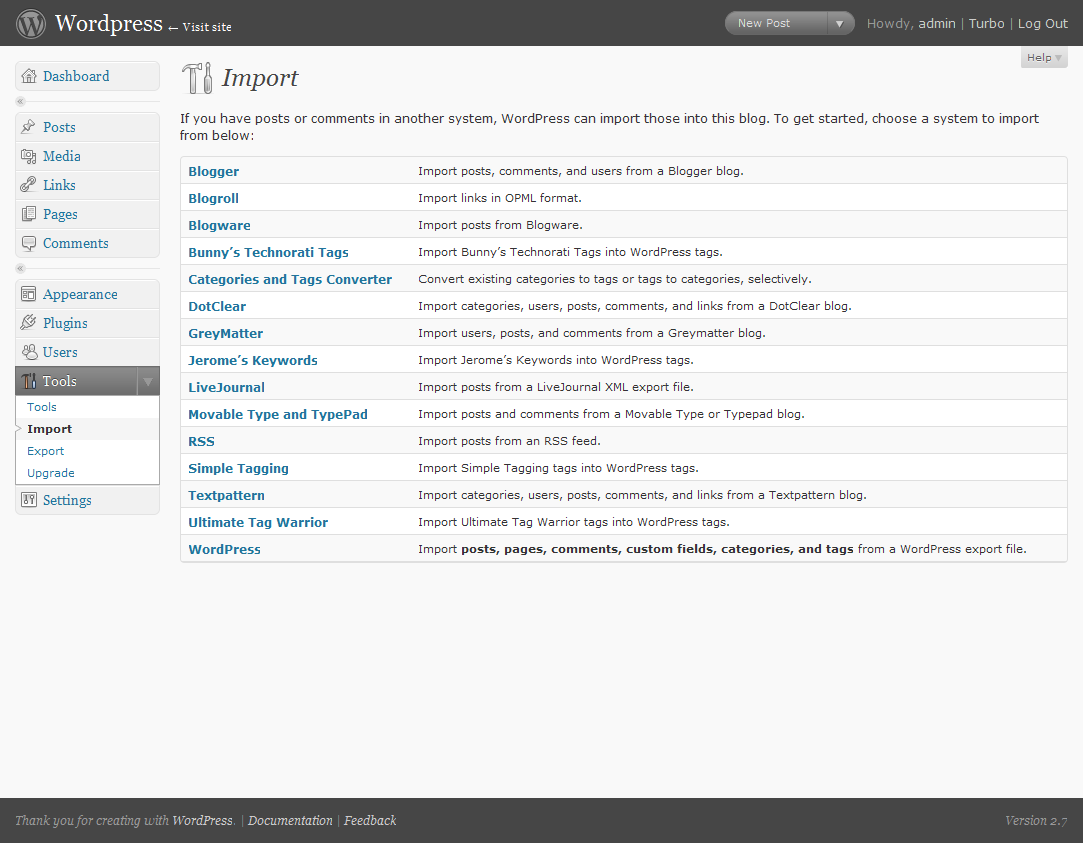 Wordpress ← Visit site
New Post
Howdy, admin | Turbo | Log Out
Help
Dashboard
Posts
Media
Links
Pages
Comments
Appearance
Plugins
Users
Tools
Tools
Import
Export
Upgrade
Settings
Import
If you have posts or comments in another system, WordPress can import those into this blog. To get started, choose a system to import
from below:
Blogger Import posts, comments, and users from a Blogger blog.
Blogroll Import links in OPML format.
Blogware Import posts from Blogware.
Bunny’s Technorati Tags Import Bunny’s Technorati Tags into WordPress tags.
Categories and Tags Converter Convert existing categories to tags or tags to categories, selectively.
DotClear Import categories, users, posts, comments, and links from a DotClear blog.
GreyMatter Import users, posts, and comments from a Greymatter blog.
Jerome’s Keywords Import Jerome’s Keywords into WordPress tags.
LiveJournal Import posts from a LiveJournal XML export file.
Movable Type and TypePad Import posts and comments from a Movable Type or Typepad blog.
RSS Import posts from an RSS feed.
Simple Tagging Import Simple Tagging tags into WordPress tags.
Textpattern Import categories, users, posts, comments, and links from a Textpattern blog.
Ultimate Tag Warrior Import Ultimate Tag Warrior tags into WordPress tags.
WordPress Import posts, pages, comments, custom fields, categories, and tags from a WordPress export file.
Thank you for creating with WordPress. | Documentation | Feedback
Version 2.7